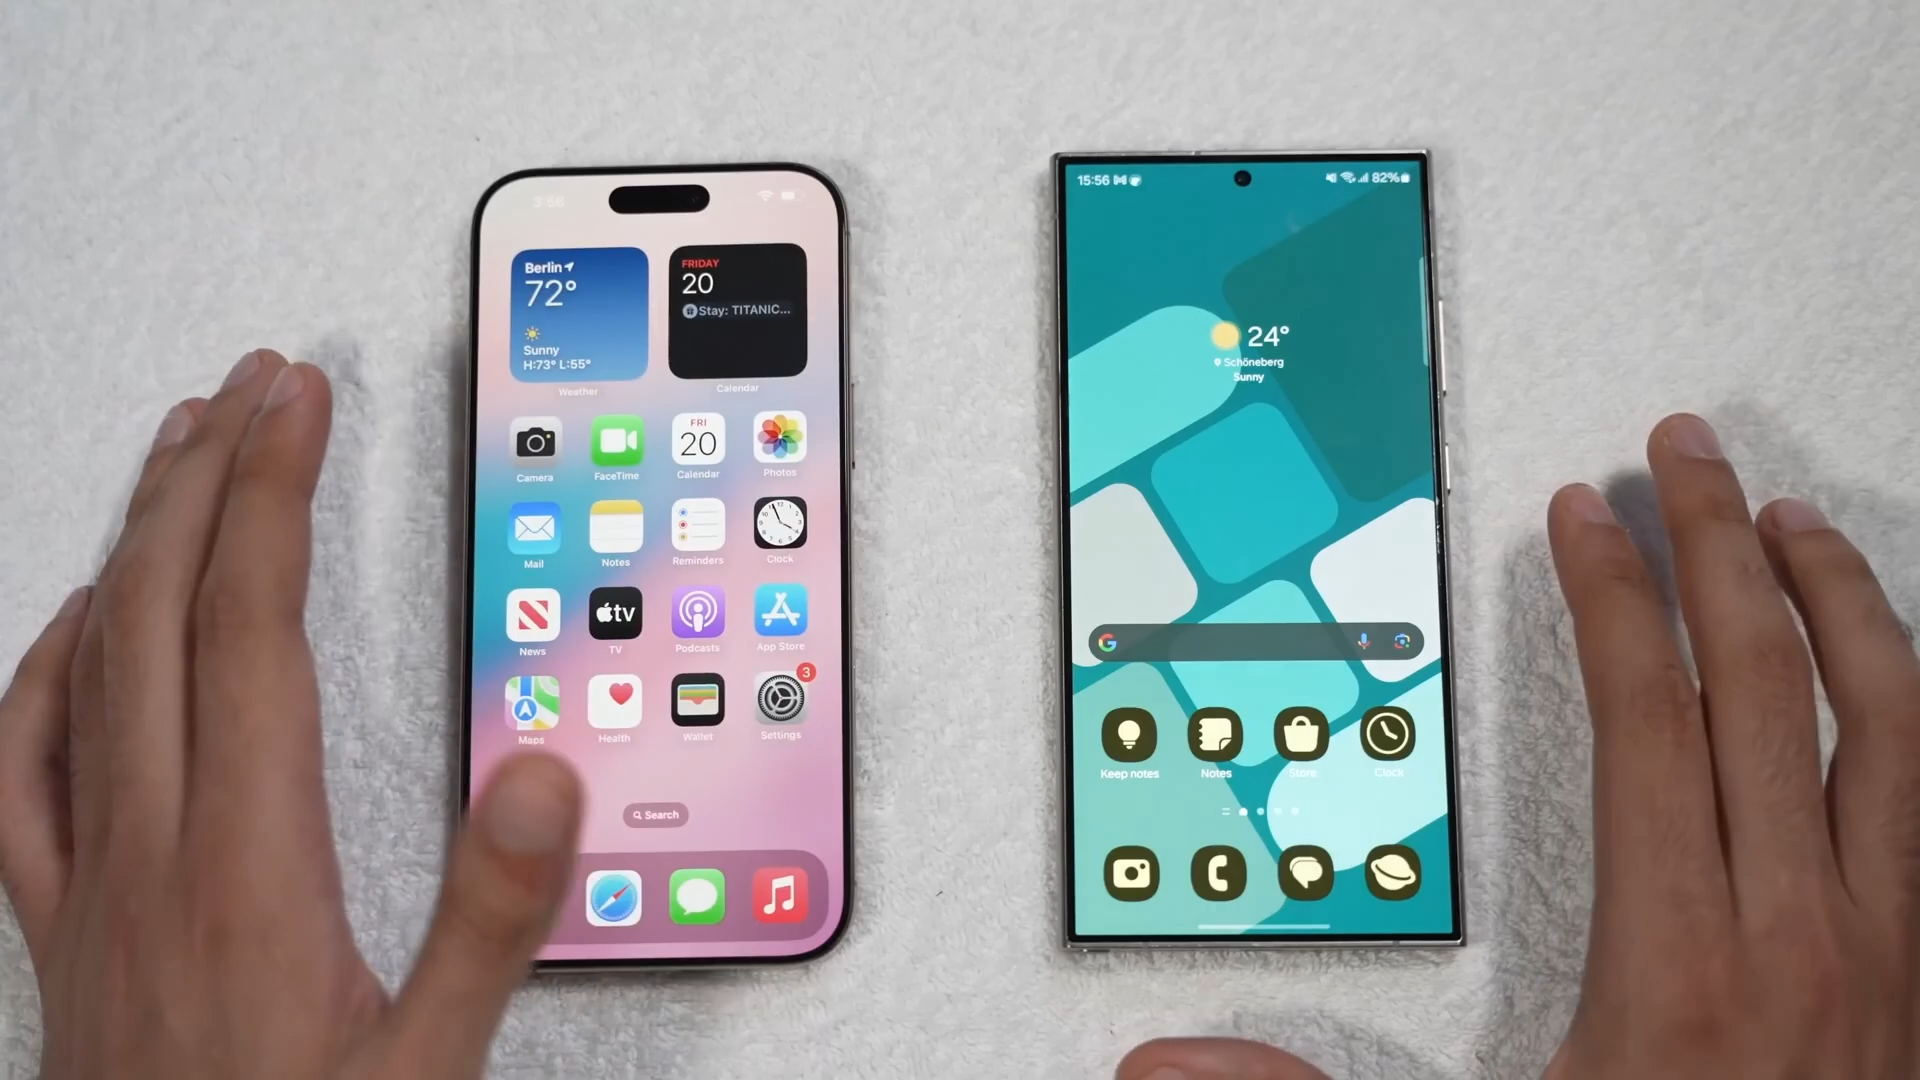 Berlin
72°
Sunny
H:73° L:55°
Weather
FRIDAY
20
Stay: TITANIC...
Calendar
Camera
FaceTime
FRI
20
Calendar
Photos
Mail
Notes
Reminders
Clock
News
tv
TV
Podcasts
App Store
Maps
Health
Wallet
3
Settings
Search
15:56
82%
24°
Schöneberg
Sunny
G
Keep notes
Notes
Store
Clock